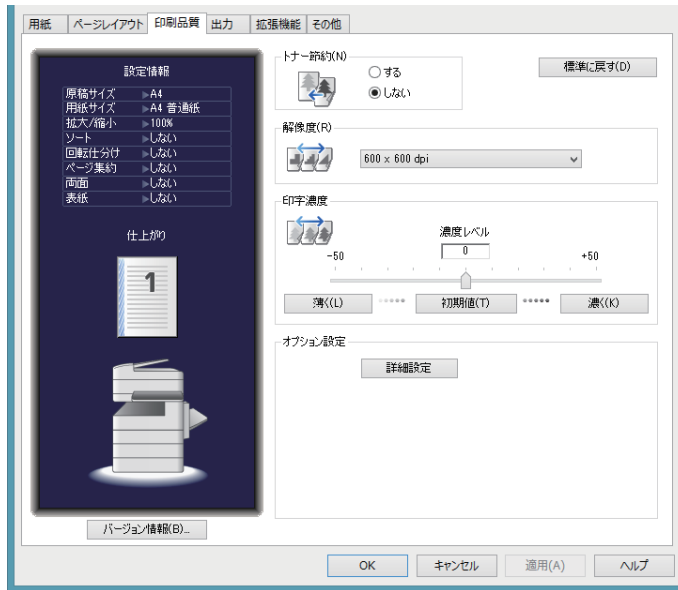 用紙 ページレイアウト 印刷品質 出力 拡張機能 その他
設定情報
原稿サイズ ▶A4
用紙サイズ ▶A4 普通紙
拡大/縮小 ▶100%
ソート ▶しない
回転仕分け ▶しない
ページ集約 ▶しない
両面 ▶しない
表紙 ▶しない
仕上がり
1
バージョン情報(B)...
トナー節約(N)
する
しない
標準に戻す(D)
解像度(R)
600 x 600 dpi
印字濃度
濃度レベル
-50 0 +50
薄く(L) 初期値(T) 濃く(K)
オプション設定
詳細設定
OK キャンセル 適用(A) ヘルプ